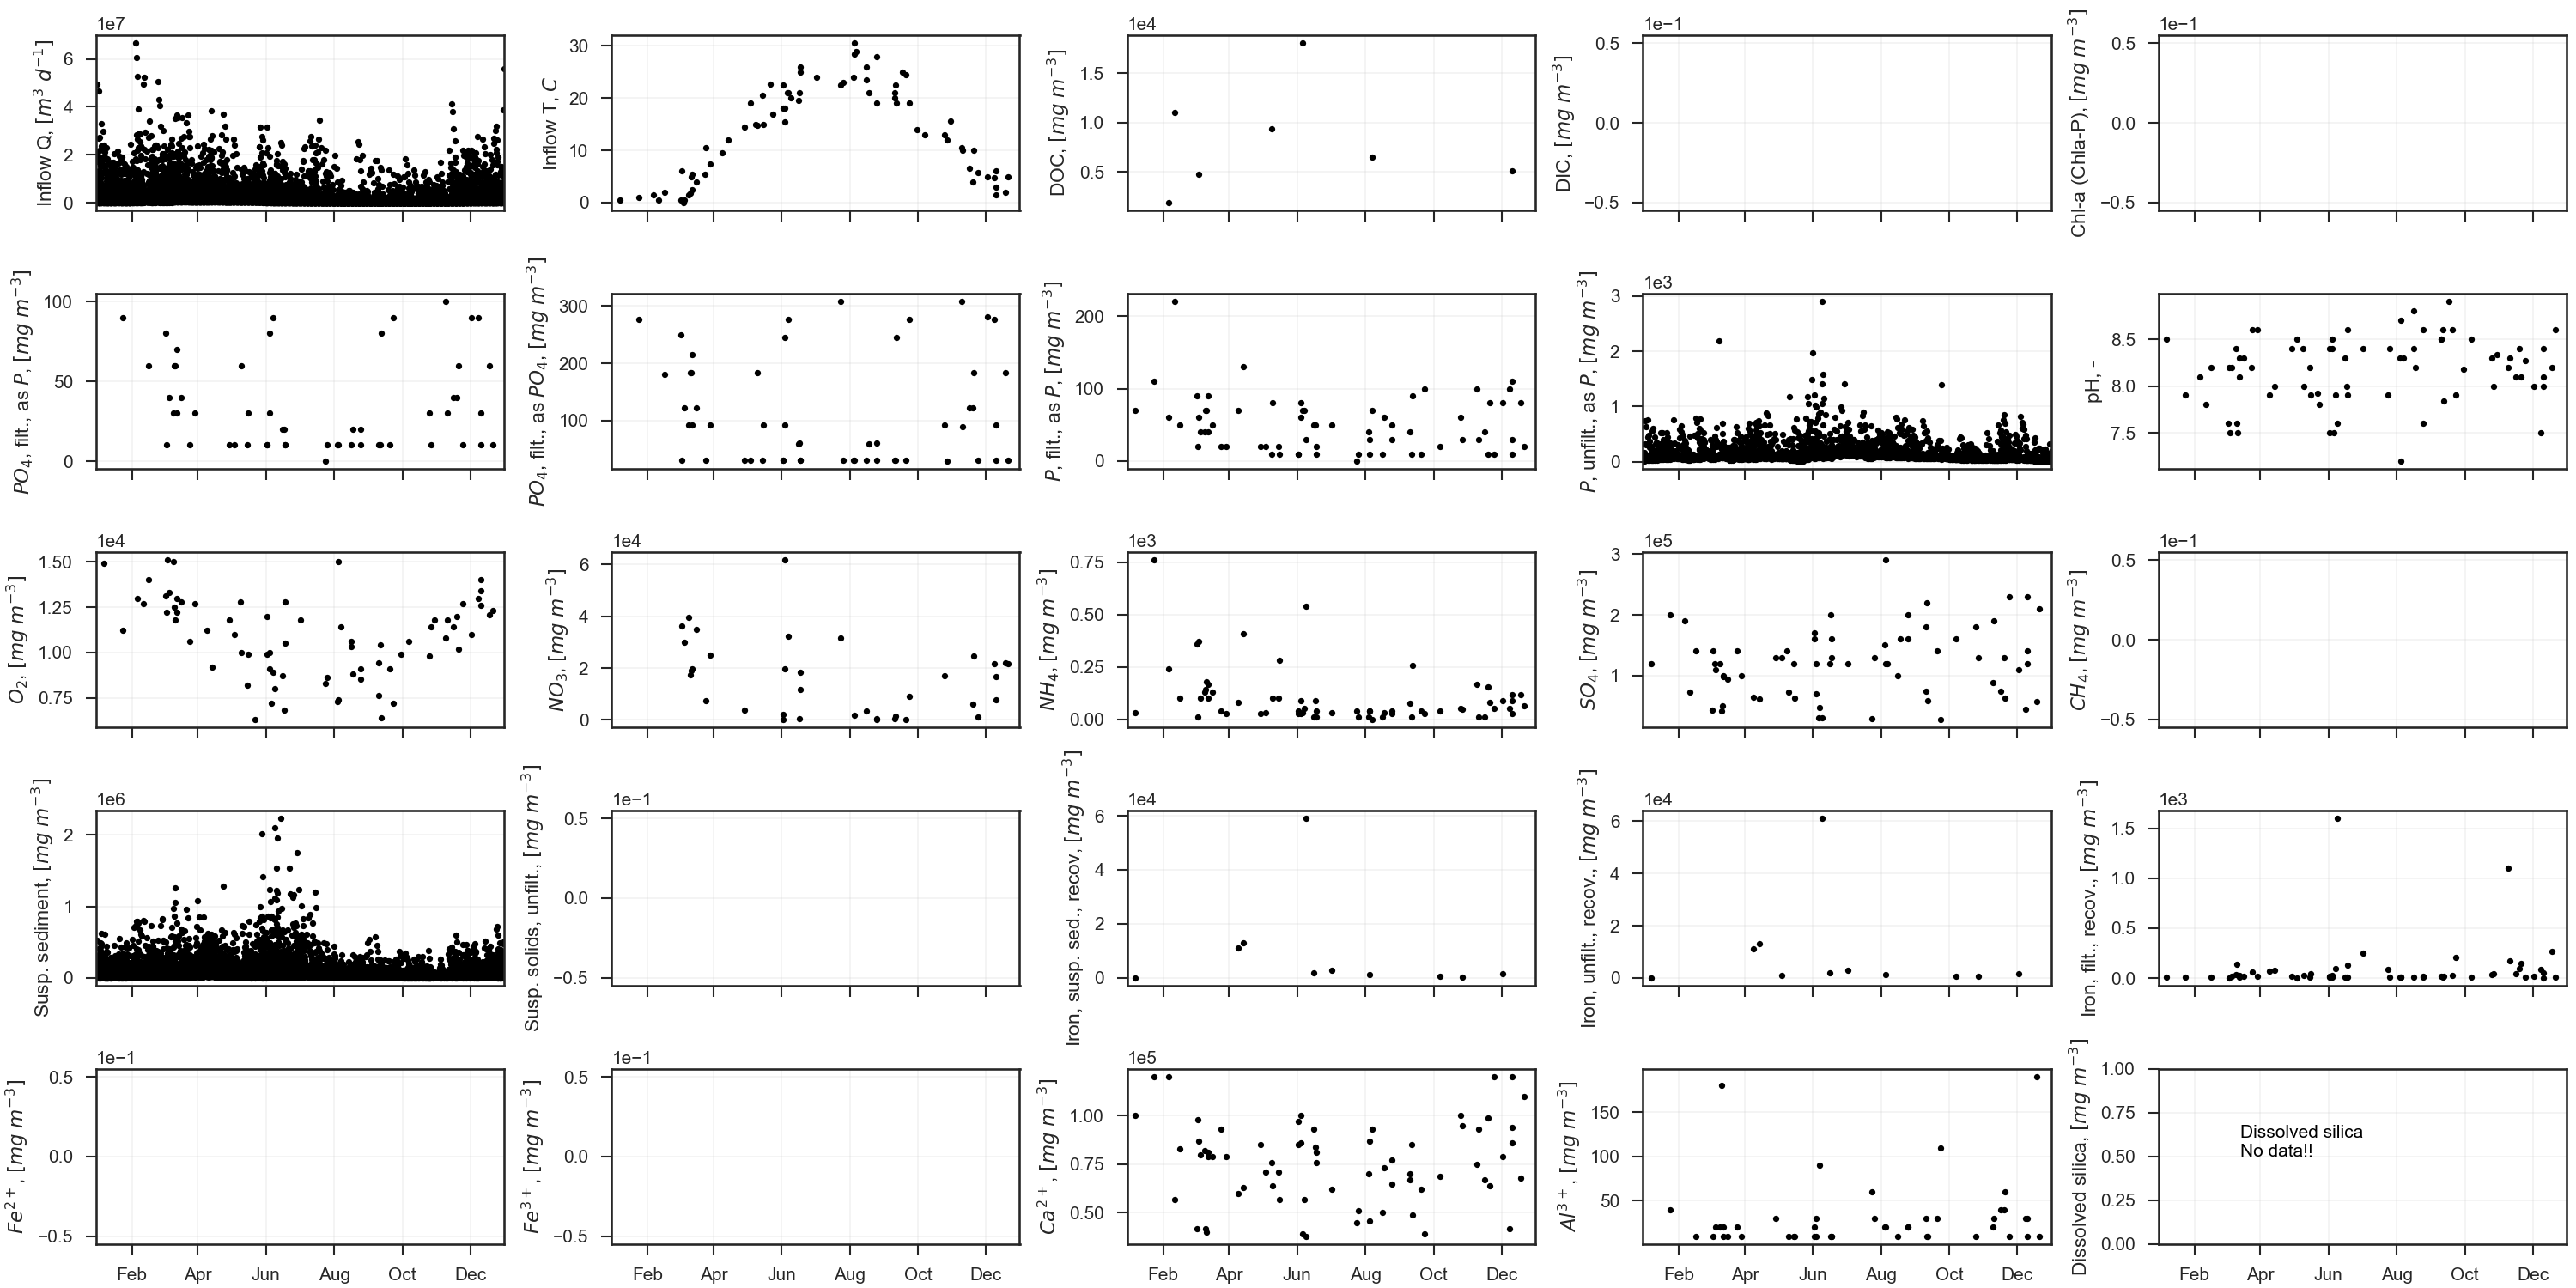 1e7
Inflow Q, [m³ d⁻¹]
6
4
2
0
Inflow T, C
30
20
10
0
1e4
DOC, [mg m⁻³]
1.5
1.0
0.5
1e−1
DIC, [mg m⁻³]
0.5
0.0
−0.5
1e−1
Chl-a (Chla-P), [mg m⁻³]
0.5
0.0
−0.5
PO₄, filt., as P, [mg m⁻³]
100
50
0
PO₄, filt., as PO₄, [mg m⁻³]
300
200
100
P, filt., as P, [mg m⁻³]
200
100
0
1e3
P, unfilt., as P, [mg m⁻³]
3
2
1
0
pH, -
8.5
8.0
7.5
1e4
O₂, [mg m⁻³]
1.50
1.25
1.00
0.75
1e4
NO₃, [mg m⁻³]
6
4
2
0
1e3
NH₄, [mg m⁻³]
0.75
0.50
0.25
0.00
1e5
SO₄, [mg m⁻³]
3
2
1
1e−1
CH₄, [mg m⁻³]
0.5
0.0
−0.5
1e6
Susp. sediment, [mg m⁻³]
2
1
0
1e−1
Susp. solids, unfilt., [mg m⁻³]
0.5
0.0
−0.5
1e4
Iron, susp. sed., recov, [mg m⁻³]
6
4
2
0
1e4
Iron, unfilt., recov., [mg m⁻³]
6
4
2
0
1e3
Iron, filt., recov., [mg m⁻³]
1.5
1.0
0.5
0.0
1e−1
Fe²⁺, [mg m⁻³]
0.5
0.0
−0.5
Feb Apr Jun Aug Oct Dec
1e−1
Fe³⁺, [mg m⁻³]
0.5
0.0
−0.5
Feb Apr Jun Aug Oct Dec
1e5
Ca²⁺, [mg m⁻³]
1.00
0.75
0.50
Feb Apr Jun Aug Oct Dec
Al³⁺, [mg m⁻³]
150
100
50
Feb Apr Jun Aug Oct Dec
Dissolved silica, [mg m⁻³]
1.00
0.75
0.50
0.25
0.00
Dissolved silica
No data!!
Feb Apr Jun Aug Oct Dec